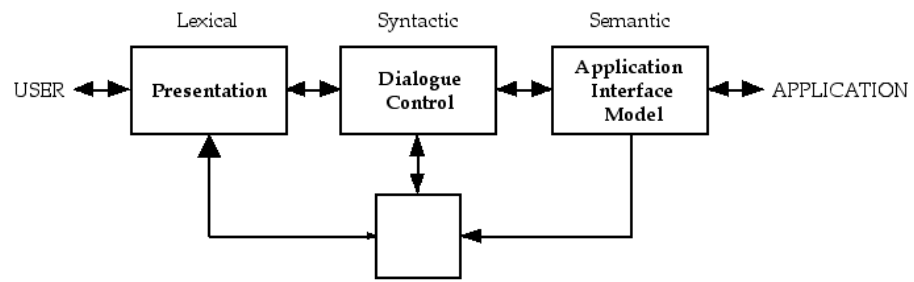 Lexical
Syntactic
Semantic
USER
Presentation
Dialogue
Control
Application
Interface
Model
APPLICATION